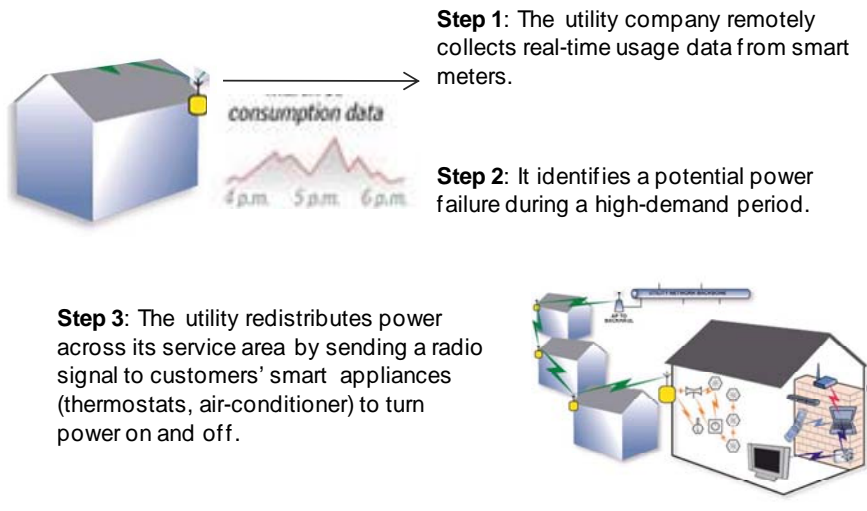 Step 1: The utility company remotely
collects real-time usage data from smart
meters.
consumption data
4 p.m. 5 p.m. 6 p.m.
Step 2: It identifies a potential power
failure during a high-demand period.
Step 3: The utility redistributes power
across its service area by sending a radio
signal to customers' smart appliances
(thermostats, air-conditioner) to turn
power on and off.
UTILITY NETWORK BACKBONE